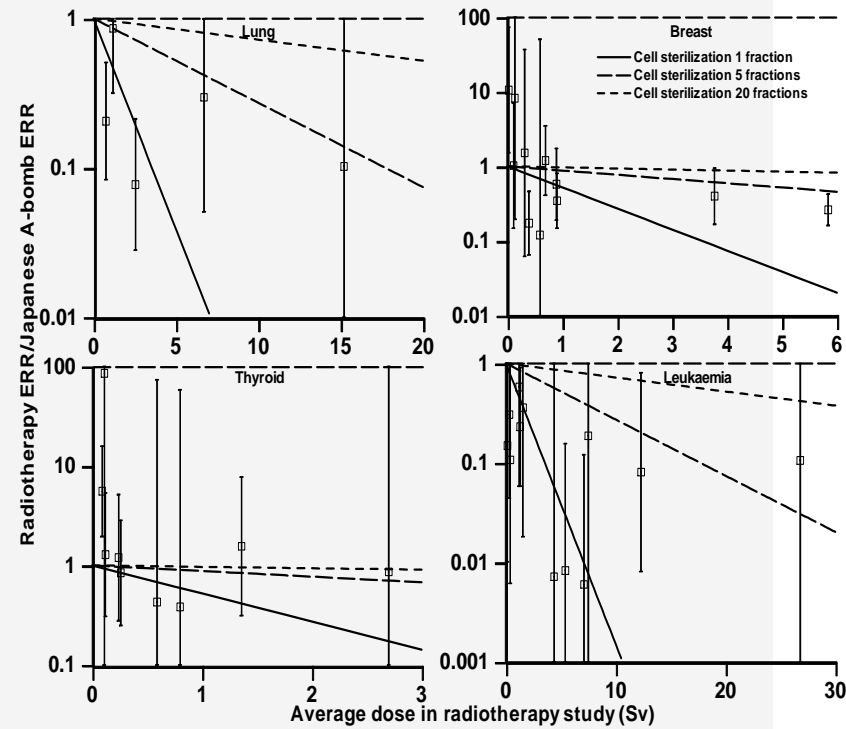 Radiotherapy ERR/Japanese A-bomb ERR
Lung
1
0.1
0.01
0 5 10 15 20
Breast
Cell sterilization 1 fraction
Cell sterilization 5 fractions
Cell sterilization 20 fractions
100
10
1
0.1
0.01
0 1 2 3 4 5 6
Thyroid
100
10
1
0.1
0 1 2 3
Leukaemia
1
0.1
0.01
0.001
0 10 20 30
Average dose in radiotherapy study (Sv)